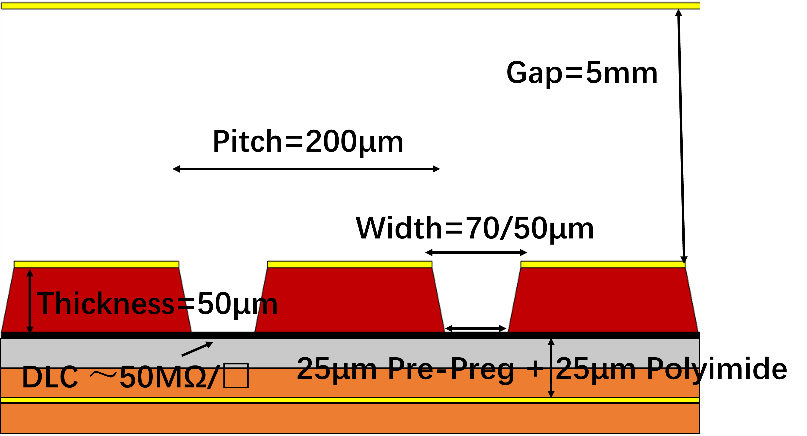 Gap=5mm
Pitch=200μm
Width=70/50μm
Thickness=50μm
DLC ～50MΩ/□
25μm Pre-Preg + 25μm Polyimide